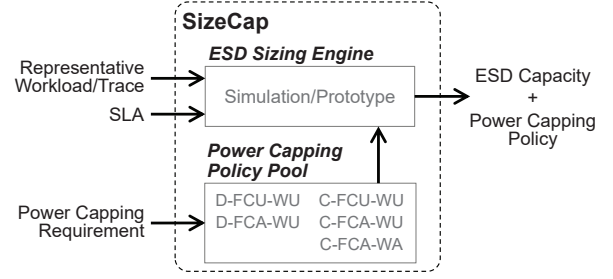 SizeCap
ESD Sizing Engine
Representative
Workload/Trace
SLA
Simulation/Prototype
ESD Capacity
+
Power Capping
Policy
Power Capping
Policy Pool
Power Capping
Requirement
D-FCU-WU C-FCU-WU
D-FCA-WU C-FCA-WU
C-FCA-WA